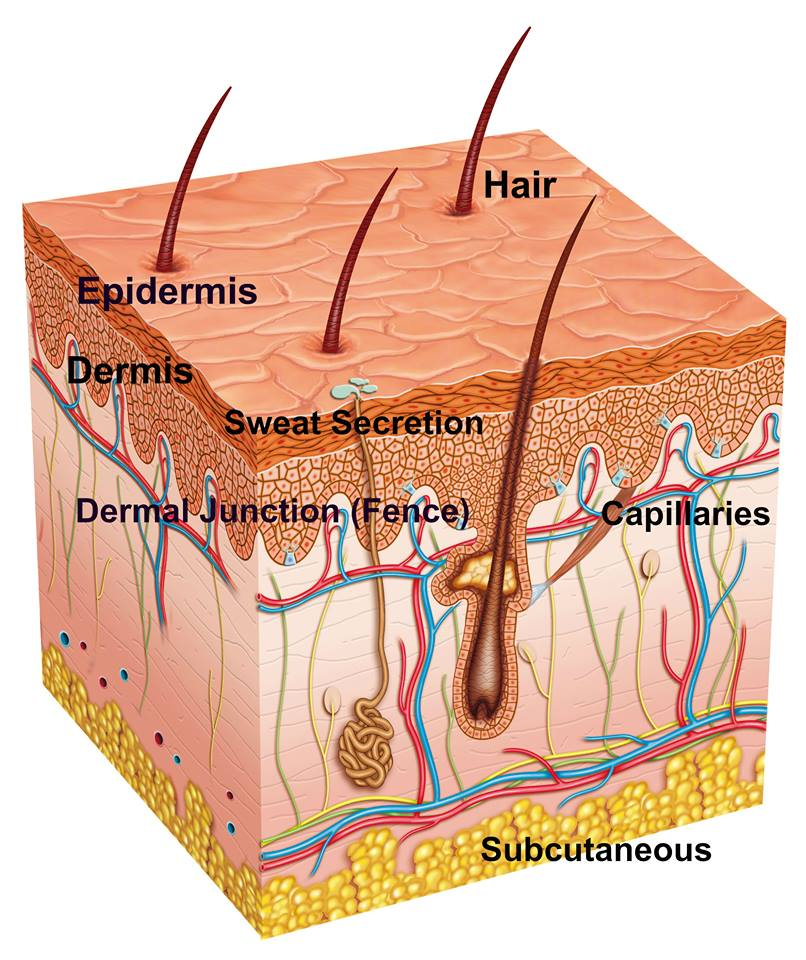 Hair
Epidermis
Dermis
Sweat Secretion
Dermal Junction (Fence)
Capillaries
Subcutaneous